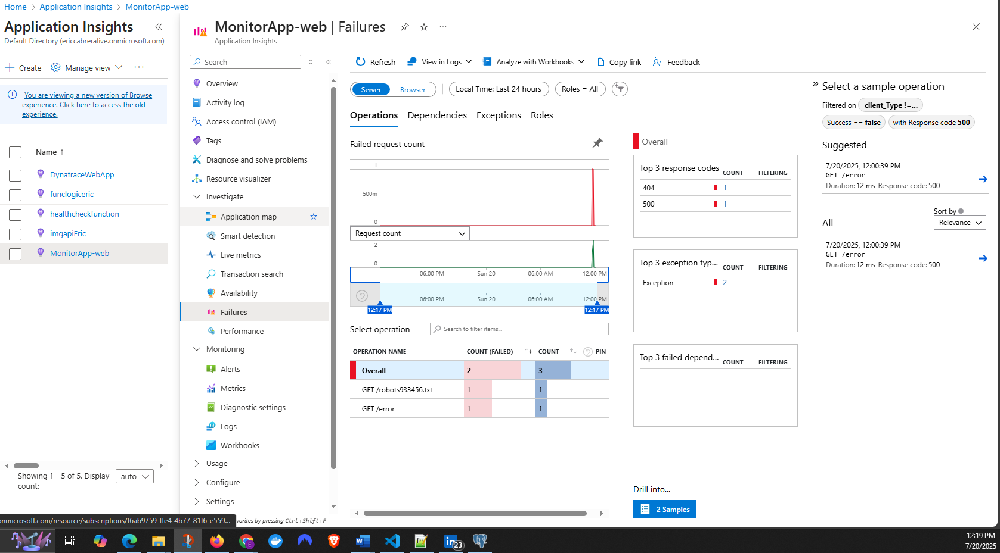 Home > Application Insights > MonitorApp-web
Application Insights
Default Directory (ericcabreralive.onmicrosoft.com)
Create
Manage view
You are viewing a new version of Browse
experience. Click here to access the old
experience.
Name ↑
DynatraceWebApp
funclogiceric
healthcheckfunction
imgapiEric
MonitorApp-web
Showing 1 - 5 of 5. Display
count:
auto
onmicrosoft.com/resource/subscriptions/f6ab9759-ffe4-4b77-81f6-e559...
MonitorApp-web | Failures
Application Insights
Search
Overview
Activity log
Access control (IAM)
Tags
Diagnose and solve problems
Resource visualizer
Investigate
Application map
Smart detection
Live metrics
Transaction search
Availability
Failures
Performance
Monitoring
Alerts
Metrics
Diagnostic settings
Logs
Workbooks
Usage
Configure
Settings
vorites by pressing Ctrl+Shift+F
Refresh
View in Logs
Analyze with Workbooks
Copy link
Feedback
Server
Browser
Local Time: Last 24 hours
Roles = All
Operations
Dependencies
Exceptions
Roles
Failed request count
1
500m
0
Request count
2
0
06:00 PM Sun 20 06:00 AM 12:00 PM
06:00 PM Sun 20 06:00 AM 12:00 PM
12:17 PM 12:17 PM
Select operation
Search to filter items...
OPERATION NAME COUNT (FAILED) COUNT PIN
Overall 2 3
GET /robots933456.txt 1 1
GET /error 1 1
Overall
Top 3 response codes COUNT FILTERING
404 1
500 1
Top 3 exception typ... COUNT FILTERING
Exception 2
Top 3 failed depend... COUNT FILTERING
Drill into...
2 Samples
Select a sample operation
Filtered on client_Type !=...
Success == false with Response code 500
Suggested
7/20/2025, 12:00:39 PM
GET /error
Duration: 12 ms Response code: 500
Sort by
All
Relevance
7/20/2025, 12:00:39 PM
GET /error
Duration: 12 ms Response code: 500
23
12:19 PM
7/20/2025